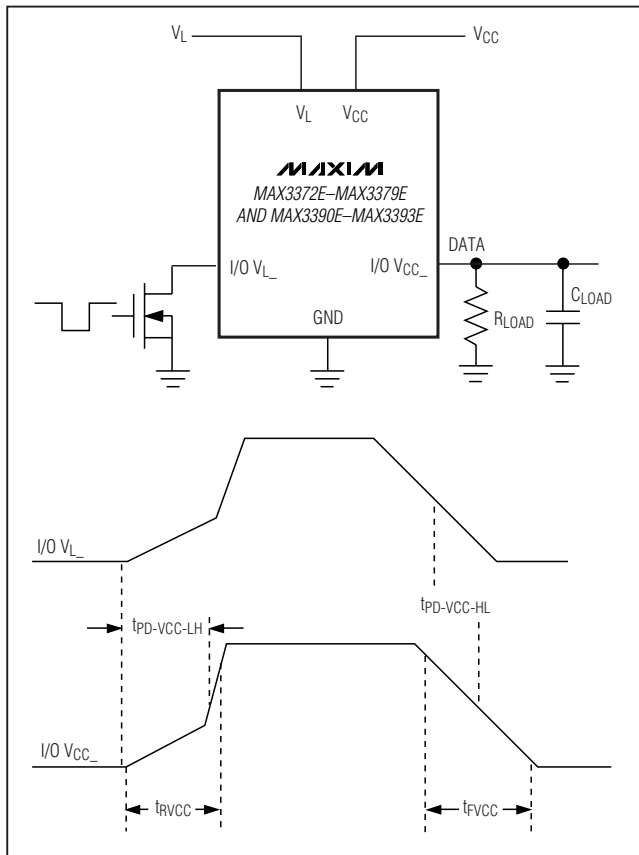 VL
VCC
VL VCC
MAXIM
MAX3372E–MAX3379E
AND MAX3390E–MAX3393E
DATA
I/O VL_
I/O VCC_
RLOAD
CLOAD
GND
I/O VL_
tPD-VCC-LH
tPD-VCC-HL
I/O VCC_
tRVCC
tFVCC